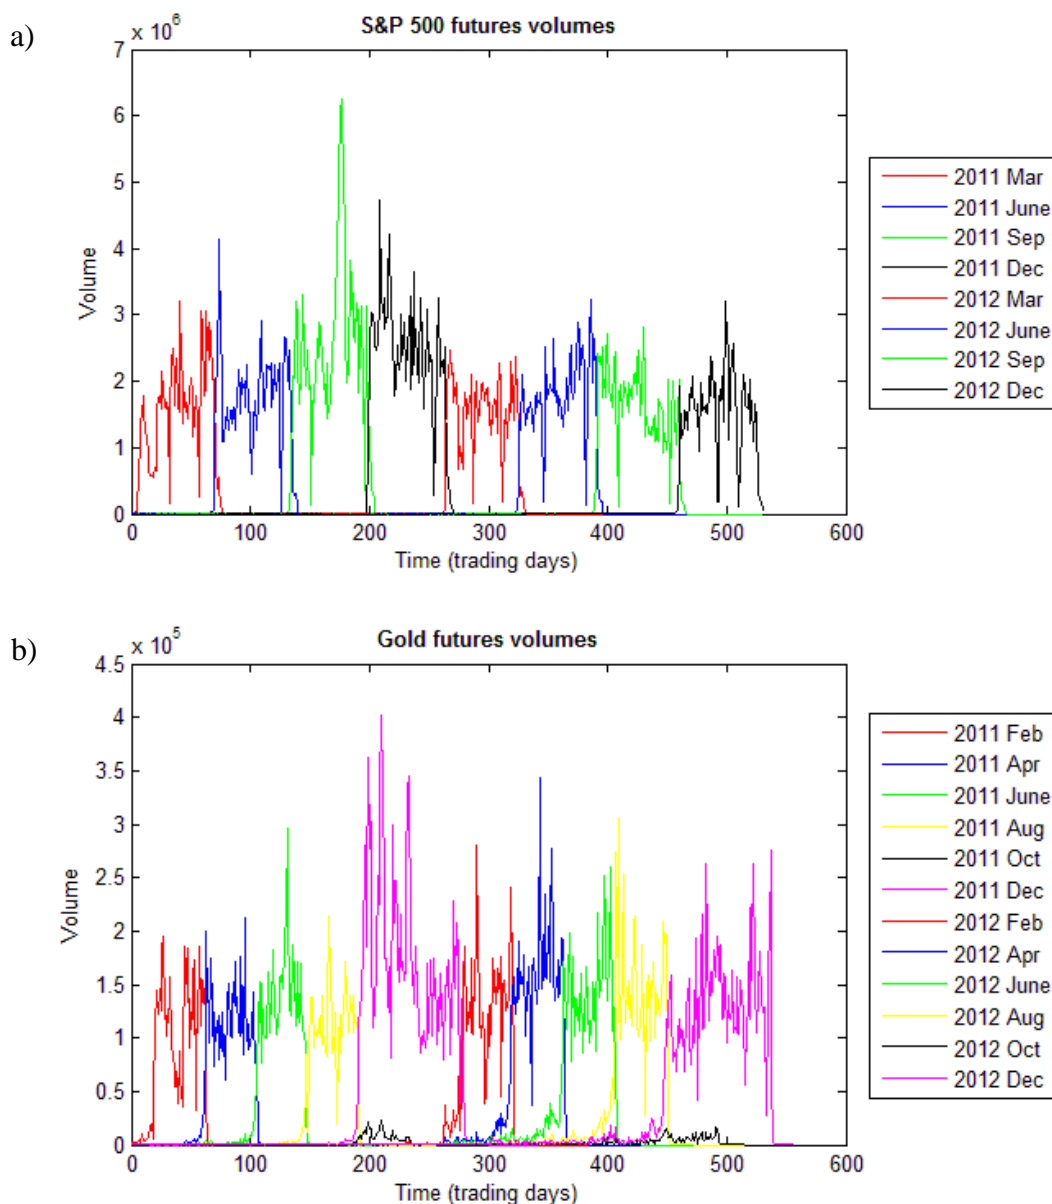 a)
S&P 500 futures volumes
x 10^6
7
6
5
4
3
2
1
0
Volume
0 100 200 300 400 500 600
Time (trading days)
2011 Mar
2011 June
2011 Sep
2011 Dec
2012 Mar
2012 June
2012 Sep
2012 Dec
b)
Gold futures volumes
x 10^5
4.5
4
3.5
3
2.5
2
1.5
1
0.5
0
Volume
0 100 200 300 400 500 600
Time (trading days)
2011 Feb
2011 Apr
2011 June
2011 Aug
2011 Oct
2011 Dec
2012 Feb
2012 Apr
2012 June
2012 Aug
2012 Oct
2012 Dec